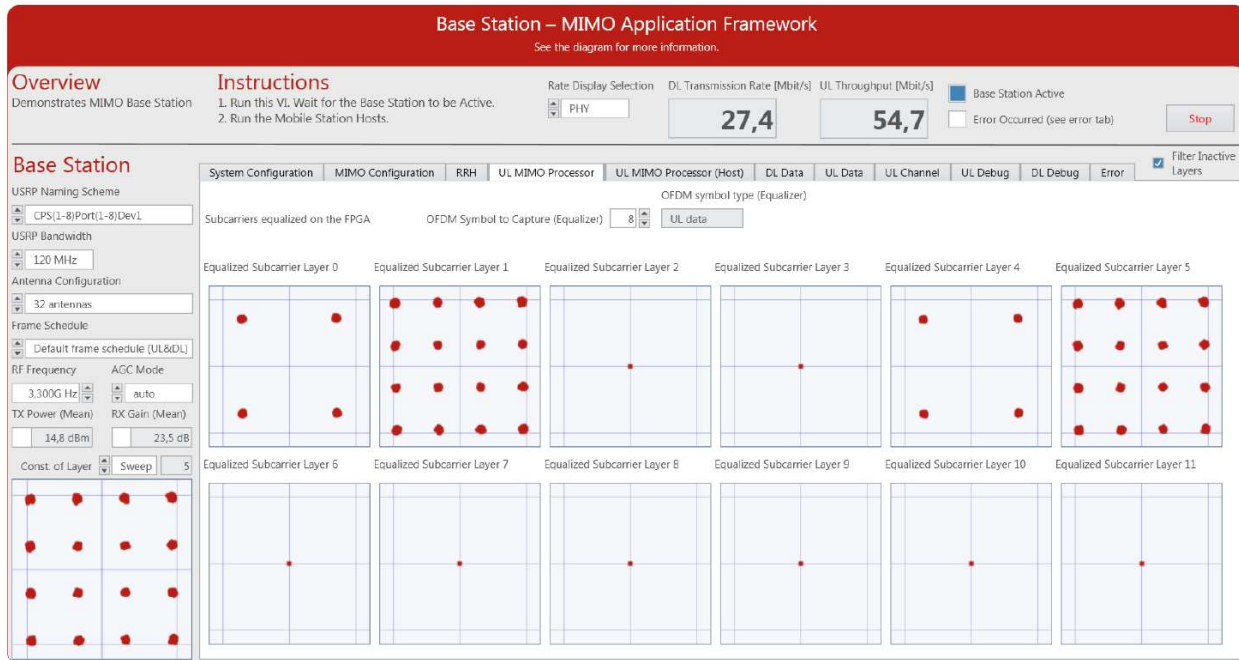 Base Station – MIMO Application Framework
See the diagram for more information.
Overview
Demonstrates MIMO Base Station
Instructions
1. Run this VI. Wait for the Base Station to be Active.
2. Run the Mobile Station Hosts.
Rate Display Selection
PHY
DL Transmission Rate [Mbit/s]
27,4
UL Throughput [Mbit/s]
54,7
Base Station Active
Error Occurred (see error tab)
Stop
Base Station
USRP Naming Scheme
CPS(1-8)Port(1-8)Dev1
USRP Bandwidth
120 MHz
Antenna Configuration
32 antennas
Frame Schedule
Default frame schedule (UL&DL)
RF Frequency AGC Mode
3,300G Hz auto
TX Power (Mean) RX Gain (Mean)
14,8 dBm 23,5 dB
Const. of Layer Sweep 5
System Configuration MIMO Configuration RRH UL MIMO Processor UL MIMO Processor (Host) DL Data UL Data UL Channel UL Debug DL Debug Error
Filter Inactive
Layers
OFDM symbol type (Equalizer)
Subcarriers equalized on the FPGA OFDM Symbol to Capture (Equalizer) 8 UL data
Equalized Subcarrier Layer 0 Equalized Subcarrier Layer 1 Equalized Subcarrier Layer 2 Equalized Subcarrier Layer 3 Equalized Subcarrier Layer 4 Equalized Subcarrier Layer 5
Equalized Subcarrier Layer 6 Equalized Subcarrier Layer 7 Equalized Subcarrier Layer 8 Equalized Subcarrier Layer 9 Equalized Subcarrier Layer 10 Equalized Subcarrier Layer 11